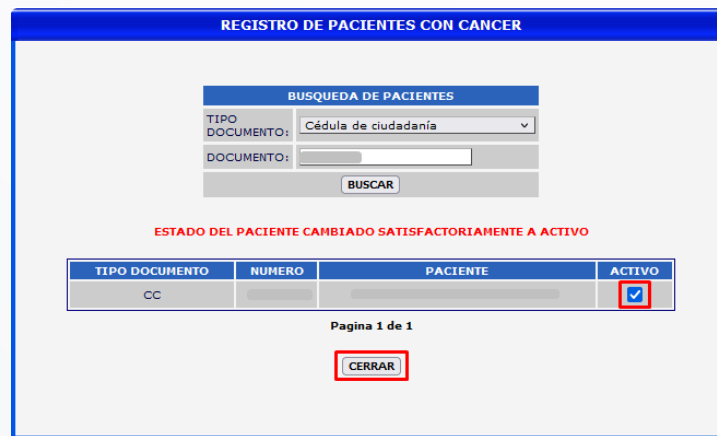 REGISTRO DE PACIENTES CON CANCER
BUSQUEDA DE PACIENTES
TIPO DOCUMENTO: Cédula de ciudadanía
DOCUMENTO:
BUSCAR
ESTADO DEL PACIENTE CAMBIADO SATISFACTORIAMENTE A ACTIVO
TIPO DOCUMENTO NUMERO PACIENTE ACTIVO
CC
Pagina 1 de 1
CERRAR